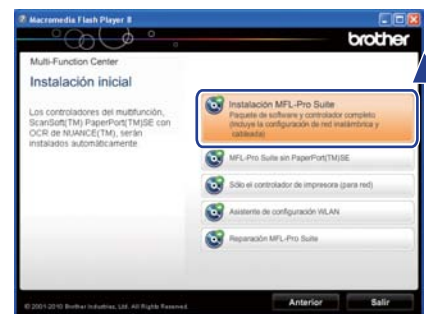 Macromedia Flash Player 8
brother
Multi-Function Center
Instalación inicial
Los controladores del multifunción,
ScanSoft(TM) PaperPort(TM)SE con
OCR de NUANCE(TM), serán
instalados automáticamente
Instalación MFL-Pro Suite
Paquete de software y controlador completo
(Incluye la configuración de red inalámbrica y
cableada)
MFL-Pro Suite sin PaperPort(TM)SE
Sólo el controlador de impresora (para red)
Asistente de configuración WLAN
Reparación MFL-Pro Suite
© 2001-2010 Brother Industries, Ltd. All Rights Reserved.
Anterior
Salir